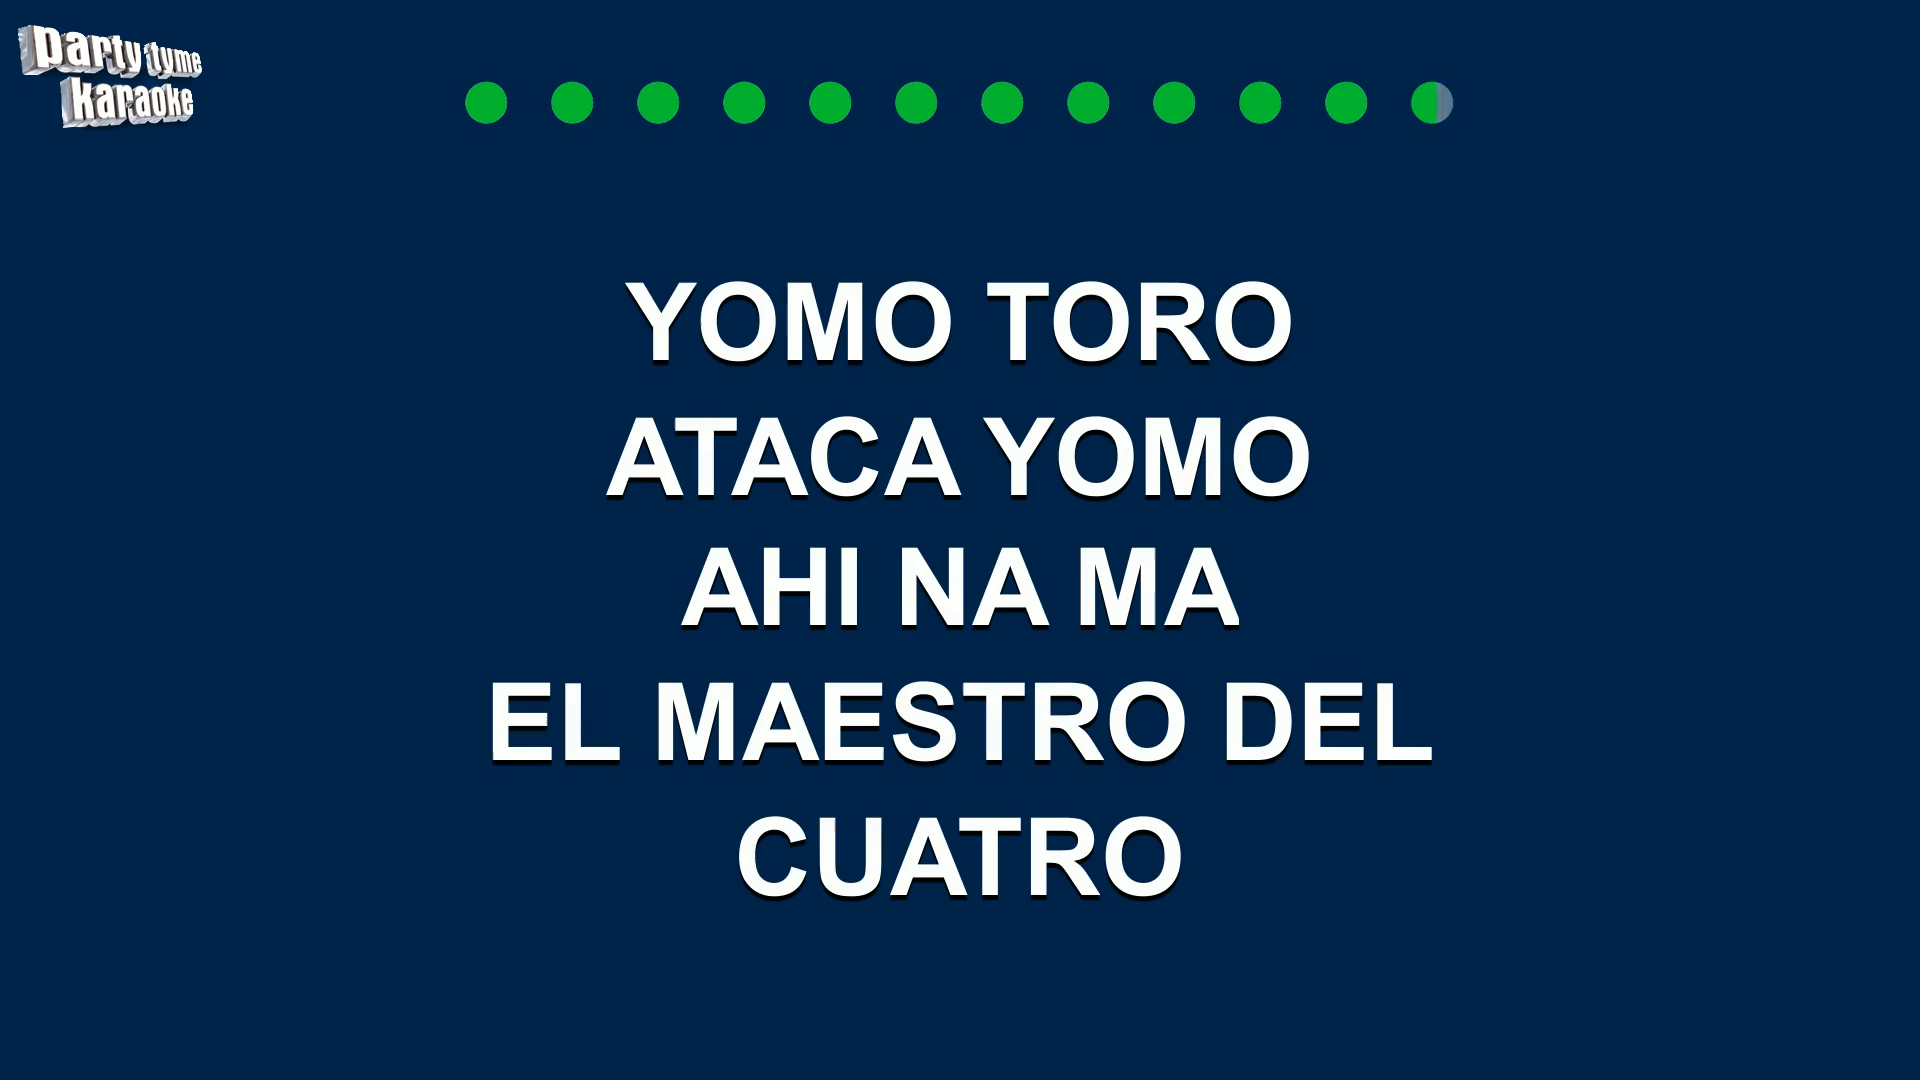 party tyme
karaoke
YOMO TORO
ATACA YOMO
AHI NA MA
EL MAESTRO DEL
CUATRO